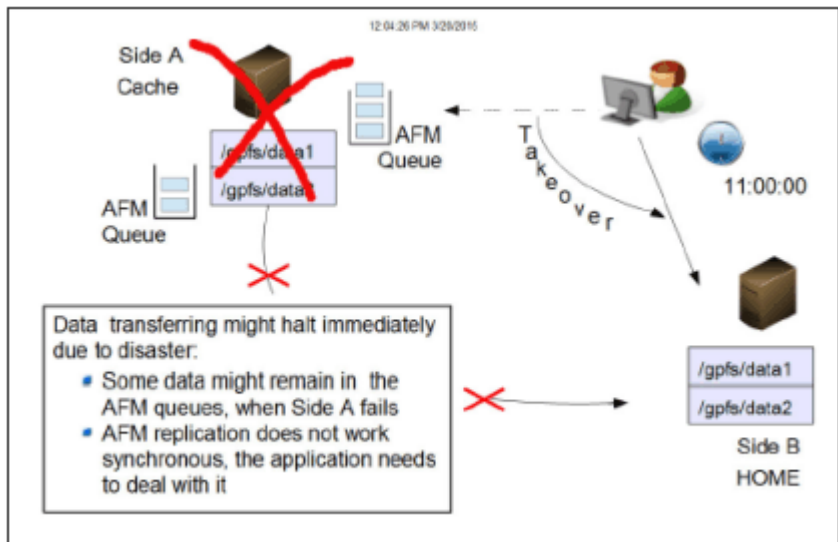 12:04:26 PM 3/20/2016
Side A
Cache
AFM
Queue
/gpfs/data1
/gpfs/data2
AFM
Queue
Takeover
11:00:00
Data transferring might halt immediately
due to disaster:
Some data might remain in the
AFM queues, when Side A fails
AFM replication does not work
synchronous, the application needs
to deal with it
/gpfs/data1
/gpfs/data2
Side B
HOME